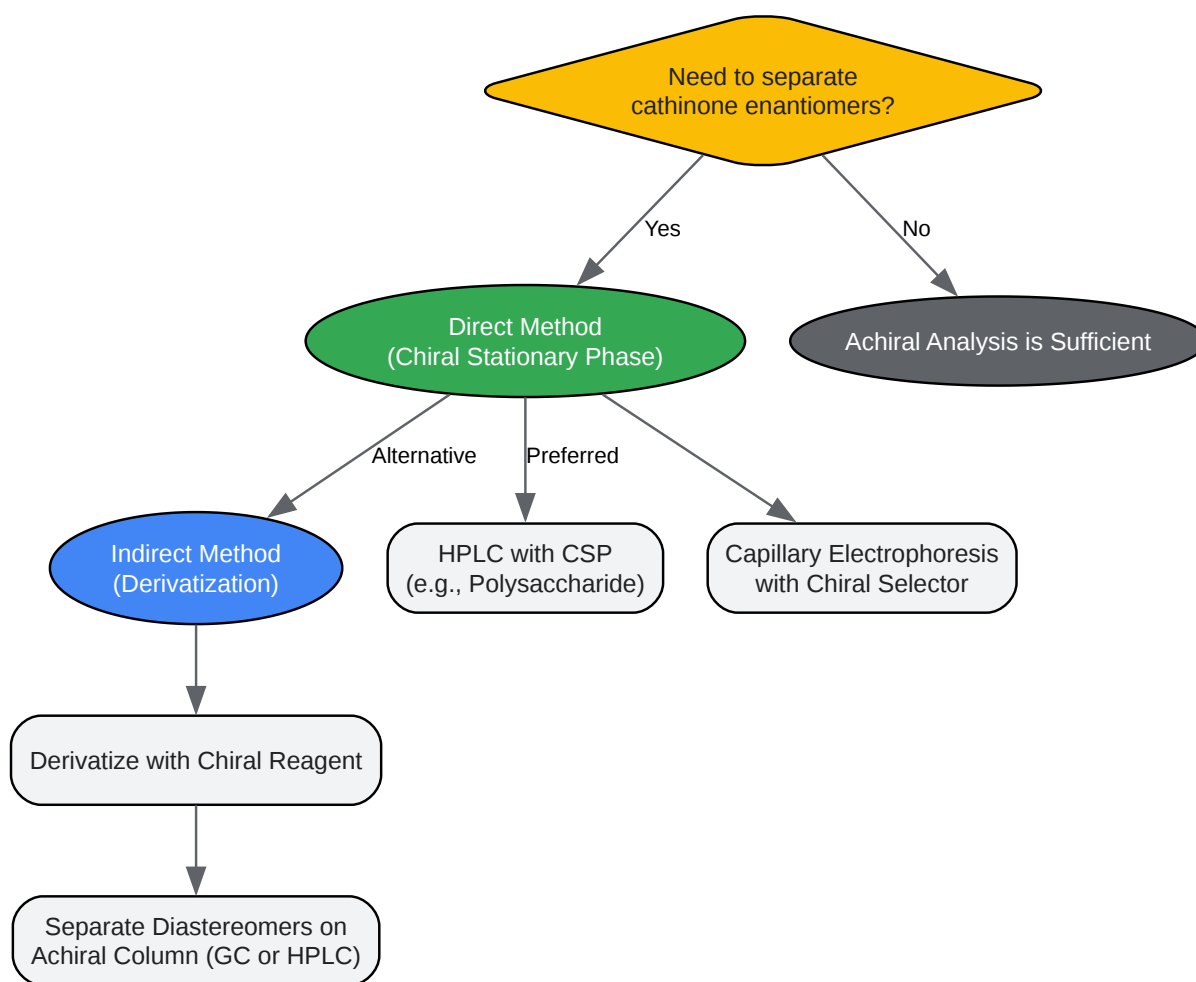 Need to separate
cathinone enantiomers?
Yes
No
Direct Method
(Chiral Stationary Phase)
Achiral Analysis is Sufficient
Alternative
Preferred
Indirect Method
(Derivatization)
HPLC with CSP
(e.g., Polysaccharide)
Capillary Electrophoresis
with Chiral Selector
Derivatize with Chiral Reagent
Separate Diastereomers on
Achiral Column (GC or HPLC)